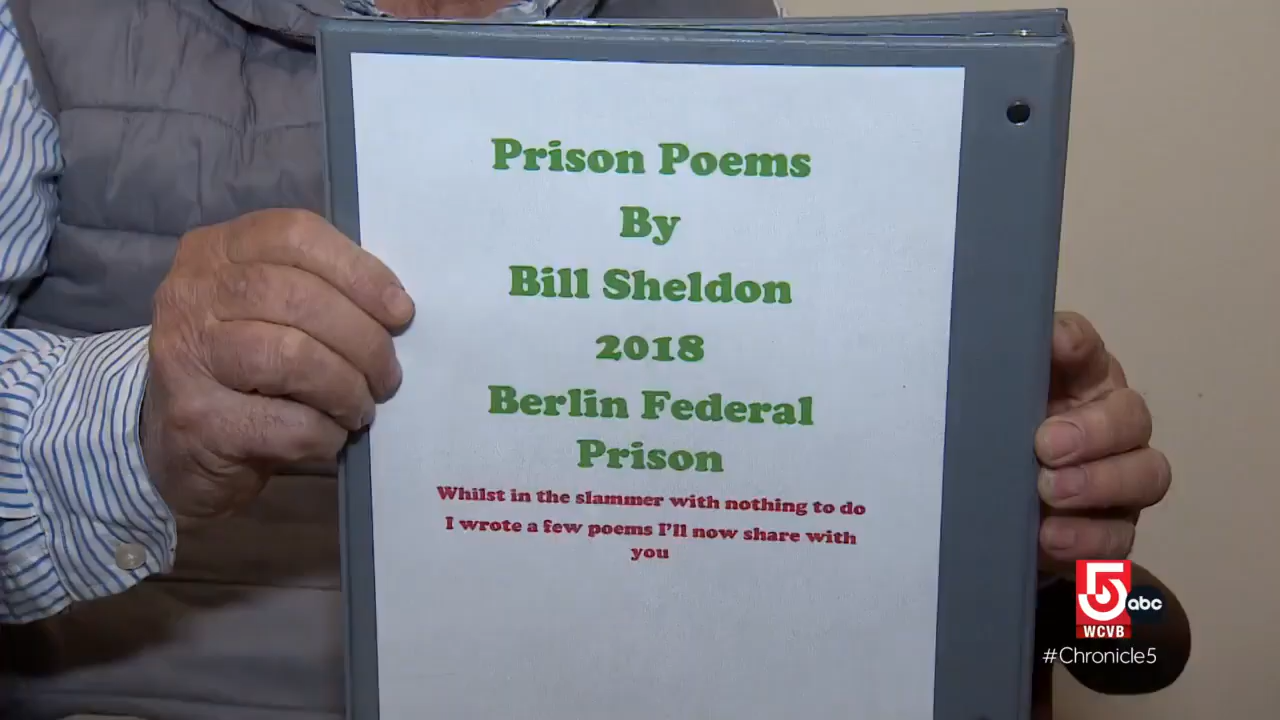 Prison Poems
By
Bill Sheldon
2018
Berlin Federal
Prison
Whilst in the slammer with nothing to do
I wrote a few poems I'll now share with
you
5 abc
WCVB
#Chronicle5